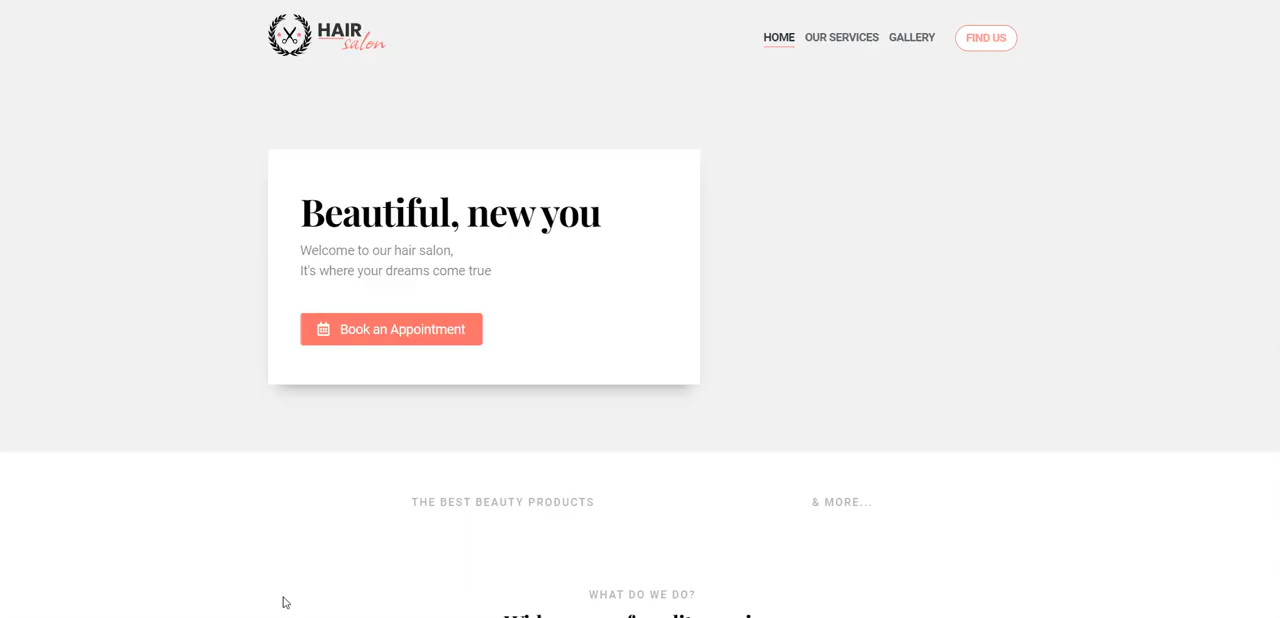 HAIR
salon
HOME
OUR SERVICES
GALLERY
FIND US
Beautiful, new you
Welcome to our hair salon,
It's where your dreams come true
Book an Appointment
THE BEST BEAUTY PRODUCTS
& MORE...
WHAT DO WE DO?